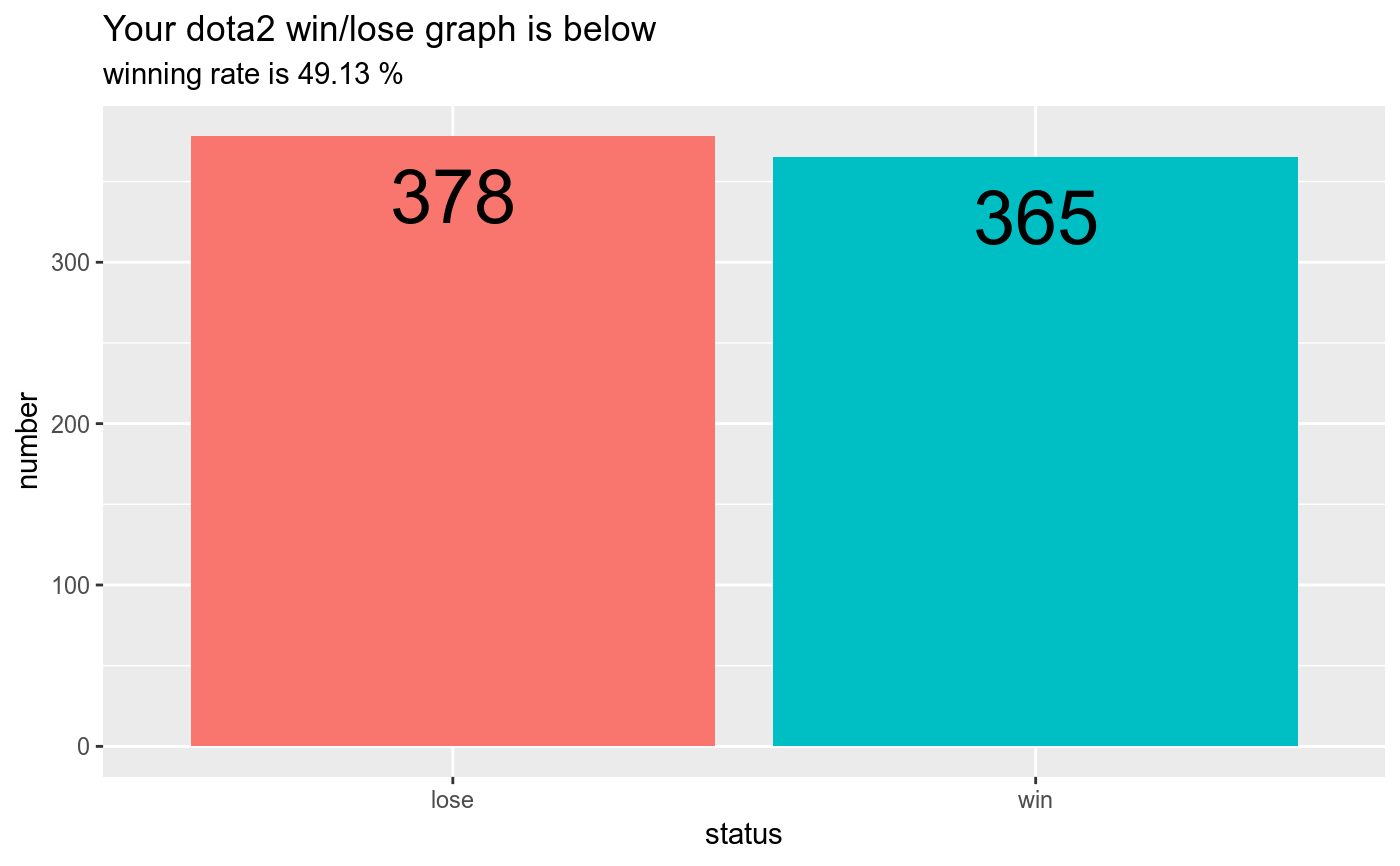 Your dota2 win/lose graph is below
winning rate is 49.13 %
378
365
300
200
100
0
number
lose
win
status